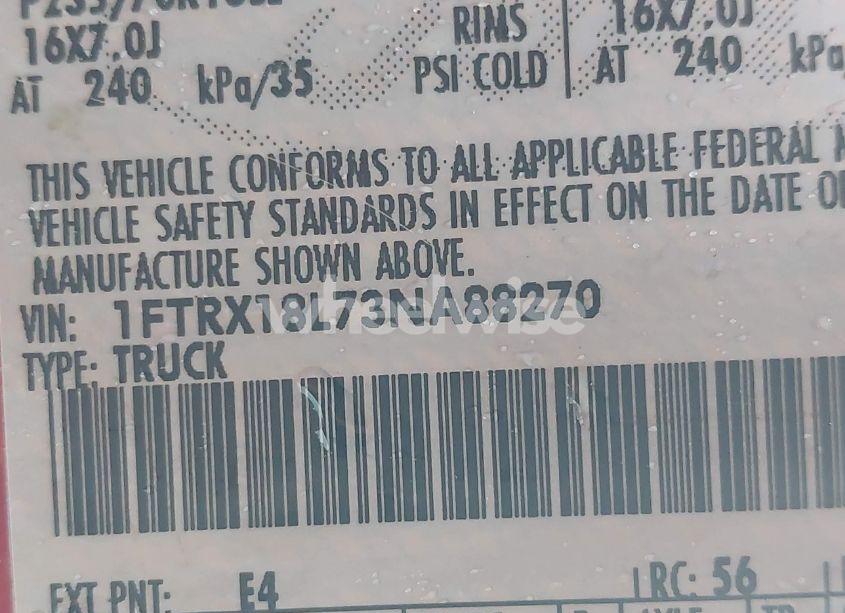 16X7.0J RIMS 16X7.0J
AT 240 kPa/35 PSI COLD AT 240 kPa
THIS VEHICLE CONFORMS TO ALL APPLICABLE FEDERAL
VEHICLE SAFETY STANDARDS IN EFFECT ON THE DATE OF
MANUFACTURE SHOWN ABOVE.
VIN: 1FTRX18L73NA88270
wheelwise
TYPE: TRUCK
EXT PNT: E4 RC: 56